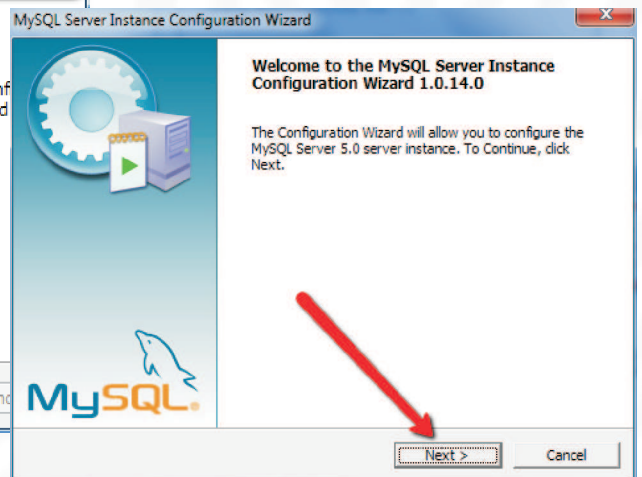 MySQL Server Instance Configuration Wizard
Welcome to the MySQL Server Instance
Configuration Wizard 1.0.14.0
The Configuration Wizard will allow you to configure the
MySQL Server 5.0 server instance. To Continue, click
Next.
MySQL.
Next >
Cancel